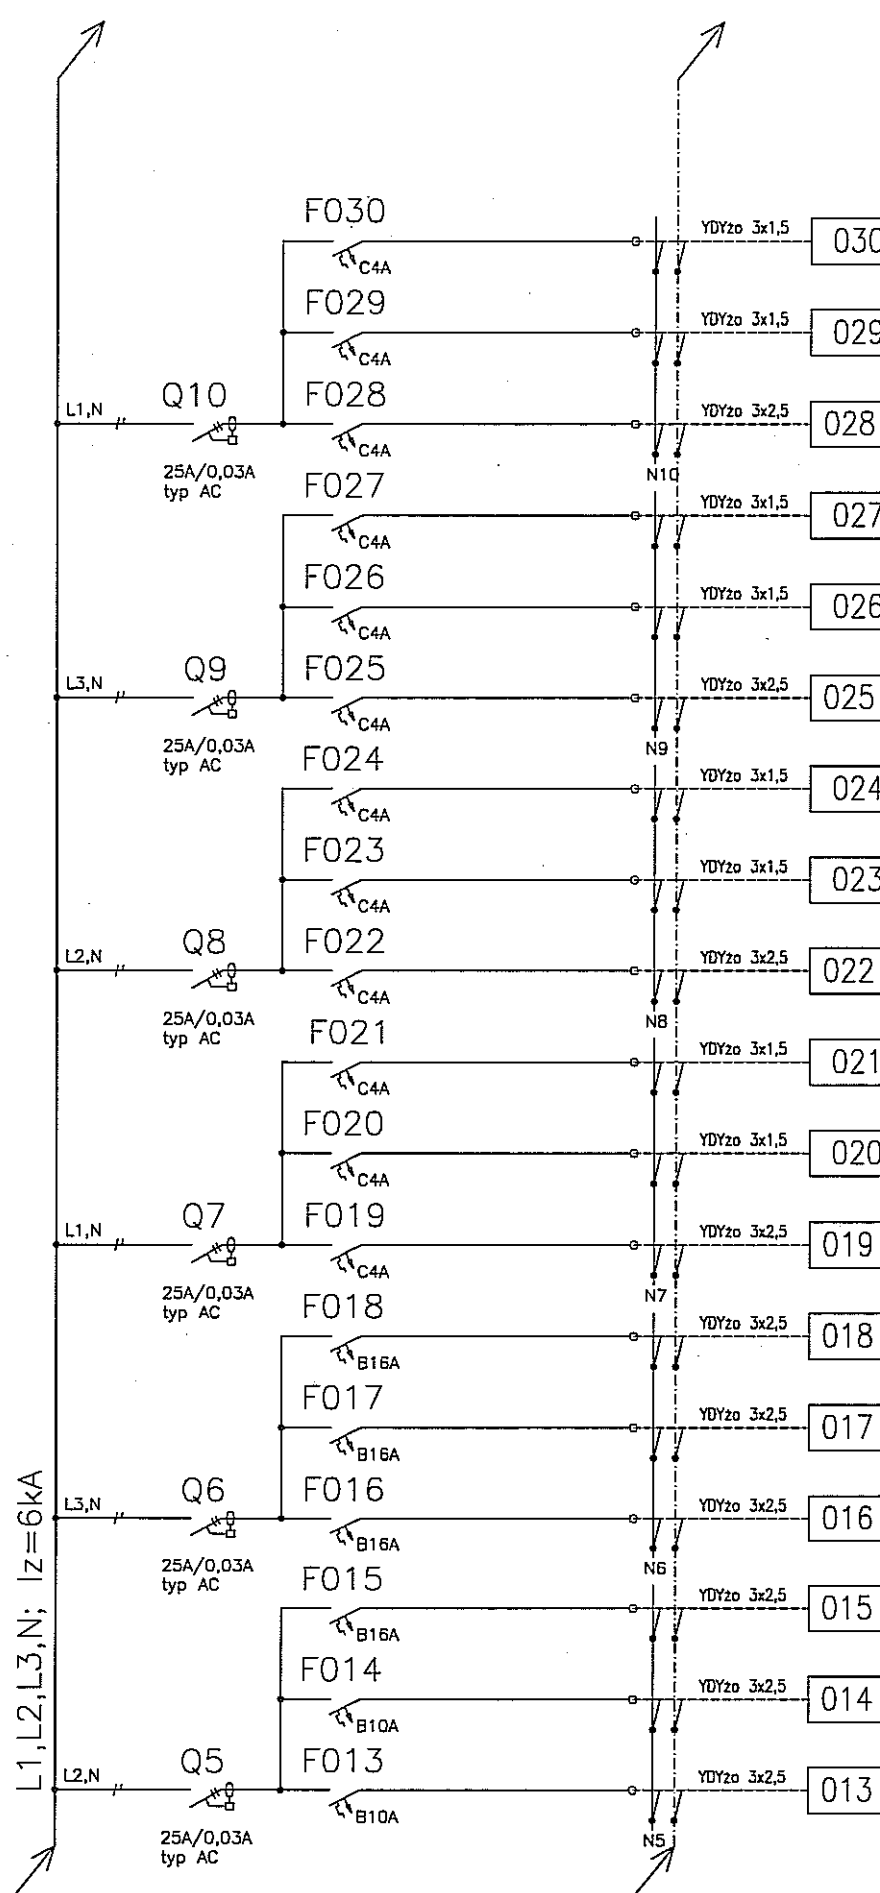 F030
YDYżo 3x1,5
030
C4A
F029
YDYżo 3x1,5
029
C4A
Q10
F028
L1,N
YDYżo 3x2,5
028
C4A
25A/0,03A
typ AC
N10
F027
YDYżo 3x1,5
027
C4A
F026
YDYżo 3x1,5
026
C4A
Q9
F025
L3,N
YDYżo 3x2,5
025
C4A
25A/0,03A
typ AC
N9
F024
YDYżo 3x1,5
024
C4A
F023
YDYżo 3x1,5
023
C4A
Q8
F022
L2,N
YDYżo 3x2,5
022
C4A
25A/0,03A
typ AC
N8
F021
YDYżo 3x1,5
021
C4A
F020
YDYżo 3x1,5
020
C4A
Q7
F019
L1,N
YDYżo 3x2,5
019
C4A
25A/0,03A
typ AC
N7
F018
YDYżo 3x2,5
018
B16A
F017
YDYżo 3x2,5
017
B16A
Q6
F016
L3,N
YDYżo 3x2,5
016
B16A
25A/0,03A
typ AC
N6
F015
YDYżo 3x2,5
015
B16A
F014
YDYżo 3x2,5
014
B10A
Q5
F013
L2,N
YDYżo 3x2,5
013
B10A
25A/0,03A
typ AC
N5
L1,L2,L3,N; Iz=6kA